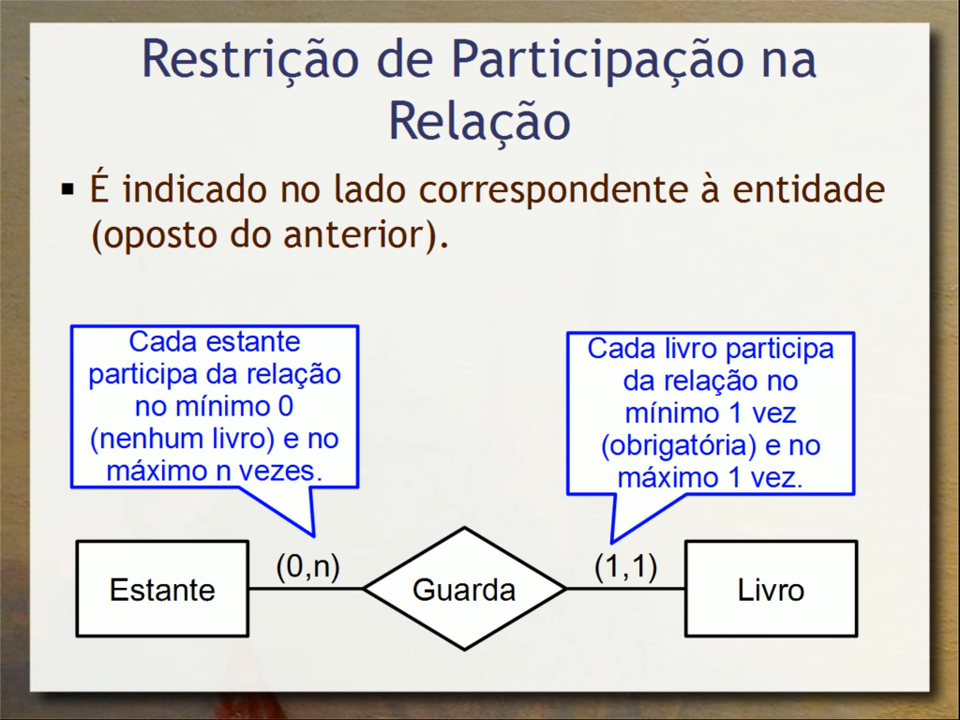 Restrição de Participação na
Relação
▪ É indicado no lado correspondente à entidade
(oposto do anterior).
Cada estante
participa da relação
no mínimo 0
(nenhum livro) e no
máximo n vezes.
Cada livro participa
da relação no
mínimo 1 vez
(obrigatória) e no
máximo 1 vez.
Estante
(0,n)
Guarda
(1,1)
Livro